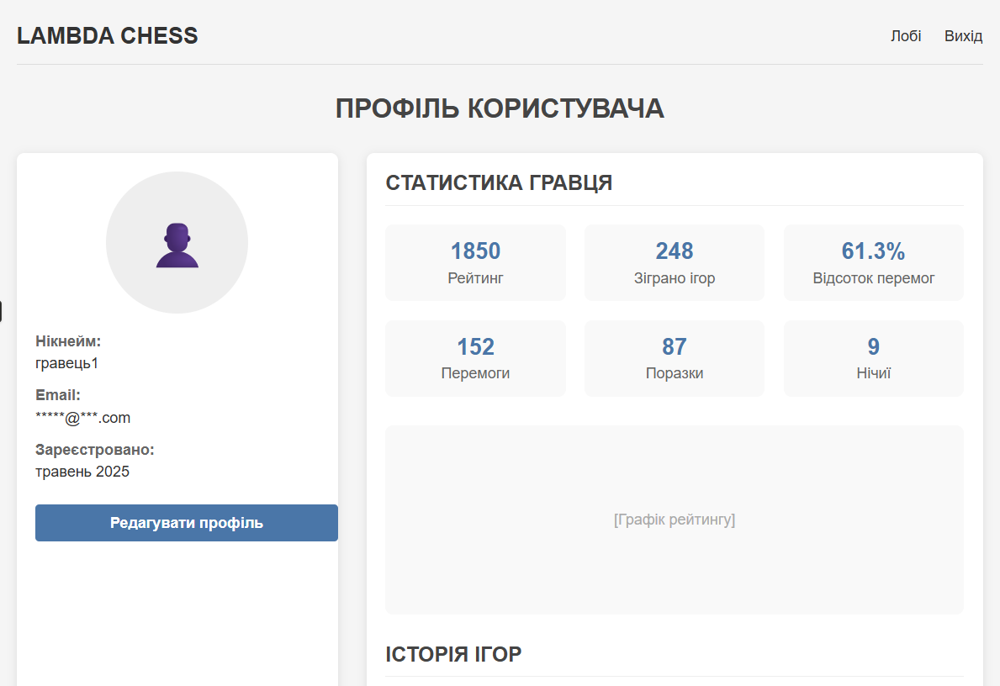 LAMBDA CHESS
Лобі
Вихід
ПРОФІЛЬ КОРИСТУВАЧА
Нікнейм:
гравець1
Email:
*****@***.com
Зареєстровано:
травень 2025
Редагувати профіль
СТАТИСТИКА ГРАВЦЯ
1850
Рейтинг
248
Зіграно ігор
61.3%
Відсоток перемог
152
Перемоги
87
Поразки
9
Нічиї
[Графік рейтингу]
ІСТОРІЯ ІГОР